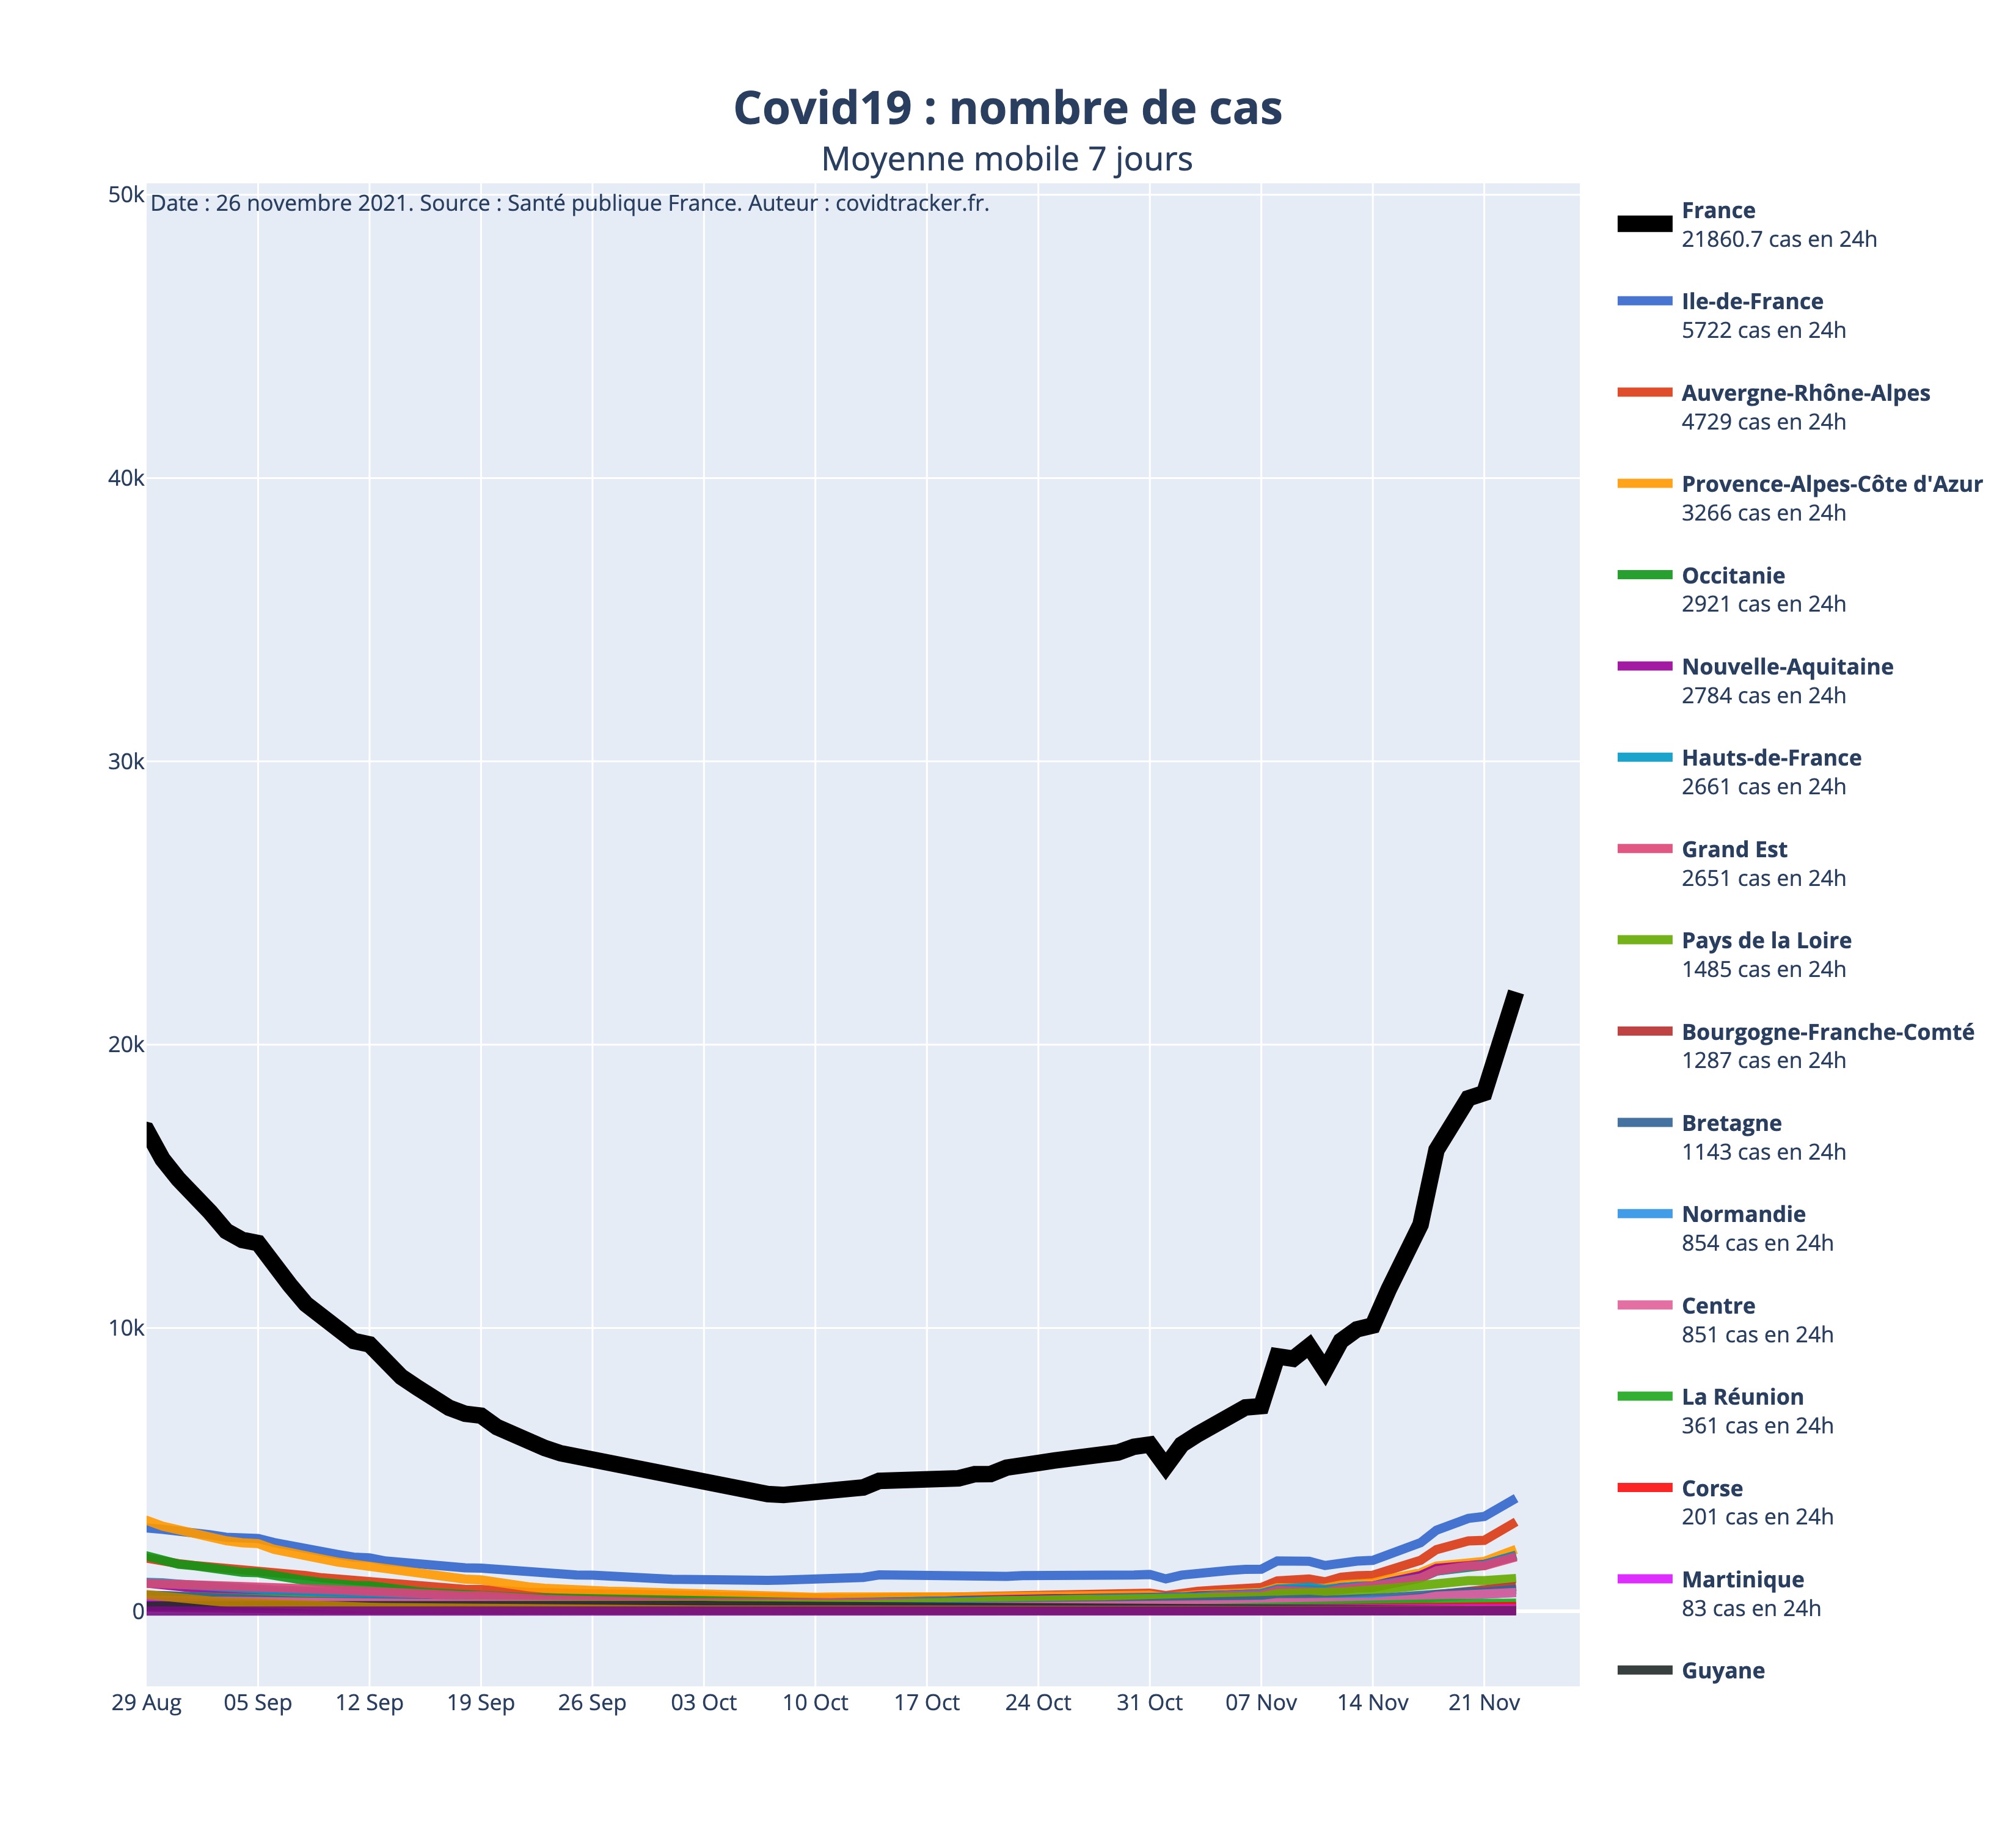 Covid19 : nombre de cas
Moyenne mobile 7 jours
Date : 26 novembre 2021. Source : Santé publique France. Auteur : covidtracker.fr.
50k
40k
30k
20k
10k
0
29 Aug
05 Sep
12 Sep
19 Sep
26 Sep
03 Oct
10 Oct
17 Oct
24 Oct
31 Oct
07 Nov
14 Nov
21 Nov
France
21860.7 cas en 24h
Ile-de-France
5722 cas en 24h
Auvergne-Rhône-Alpes
4729 cas en 24h
Provence-Alpes-Côte d'Azur
3266 cas en 24h
Occitanie
2921 cas en 24h
Nouvelle-Aquitaine
2784 cas en 24h
Hauts-de-France
2661 cas en 24h
Grand Est
2651 cas en 24h
Pays de la Loire
1485 cas en 24h
Bourgogne-Franche-Comté
1287 cas en 24h
Bretagne
1143 cas en 24h
Normandie
854 cas en 24h
Centre
851 cas en 24h
La Réunion
361 cas en 24h
Corse
201 cas en 24h
Martinique
83 cas en 24h
Guyane